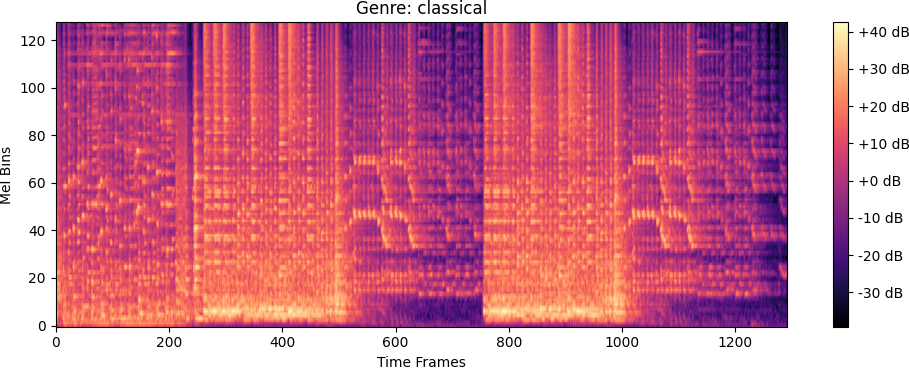 Genre: classical
120
100
80
60
40
20
0
Mel Bins
0 200 400 600 800 1000 1200
Time Frames
+40 dB
+30 dB
+20 dB
+10 dB
+0 dB
-10 dB
-20 dB
-30 dB